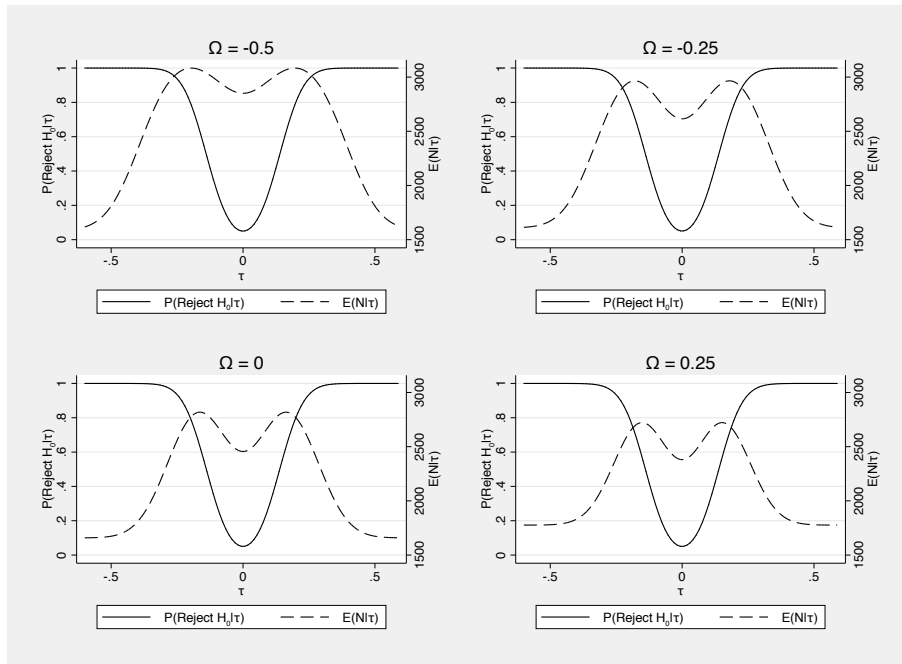 Ω = -0.5
P(Reject H₀|τ)
0 .2 .4 .6 .8 1
1500 2000 2500 3000
E(N|τ)
-.5 0 .5
τ
P(Reject H₀|τ) E(N|τ)
Ω = -0.25
P(Reject H₀|τ)
0 .2 .4 .6 .8 1
1500 2000 2500 3000
E(N|τ)
-.5 0 .5
τ
P(Reject H₀|τ) E(N|τ)
Ω = 0
P(Reject H₀|τ)
0 .2 .4 .6 .8 1
1500 2000 2500 3000
E(N|τ)
-.5 0 .5
τ
P(Reject H₀|τ) E(N|τ)
Ω = 0.25
P(Reject H₀|τ)
0 .2 .4 .6 .8 1
1500 2000 2500 3000
E(N|τ)
-.5 0 .5
τ
P(Reject H₀|τ) E(N|τ)